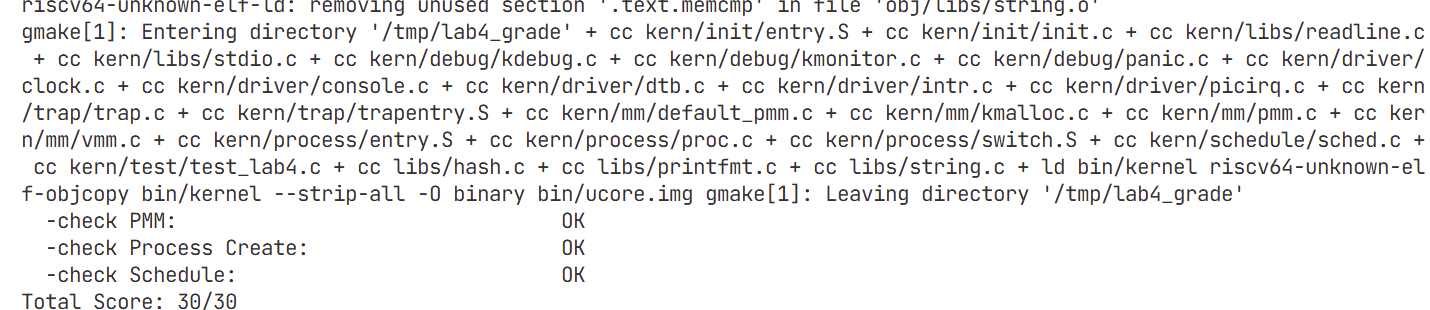 riscv64-unknown-elf-ld: removing unused section '.text.memcmp' in file 'obj/libs/string.o'
gmake[1]: Entering directory '/tmp/lab4_grade' + cc kern/init/entry.S + cc kern/init/init.c + cc kern/libs/readline.c
 + cc kern/libs/stdio.c + cc kern/debug/kdebug.c + cc kern/debug/kmonitor.c + cc kern/debug/panic.c + cc kern/driver/
clock.c + cc kern/driver/console.c + cc kern/driver/dtb.c + cc kern/driver/intr.c + cc kern/driver/picirq.c + cc kern
/trap/trap.c + cc kern/trap/trapentry.S + cc kern/mm/default_pmm.c + cc kern/mm/kmalloc.c + cc kern/mm/pmm.c + cc ker
n/mm/vmm.c + cc kern/process/entry.S + cc kern/process/proc.c + cc kern/process/switch.S + cc kern/schedule/sched.c +
 cc kern/test/test_lab4.c + cc libs/hash.c + cc libs/printfmt.c + cc libs/string.c + ld bin/kernel riscv64-unknown-el
f-objcopy bin/kernel --strip-all -O binary bin/ucore.img gmake[1]: Leaving directory '/tmp/lab4_grade'
  -check PMM:                                OK
  -check Process Create:                     OK
  -check Schedule:                           OK
Total Score: 30/30